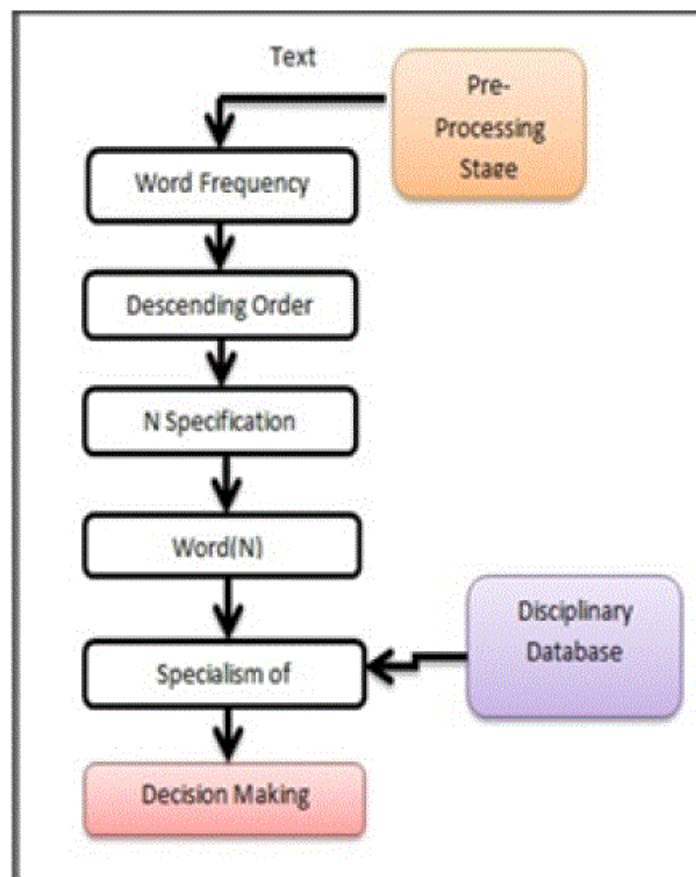 Text
Pre-
Processing
Stage
Word Frequency
Descending Order
N Specification
Word(N)
Disciplinary
Database
Specialism of
Decision Making